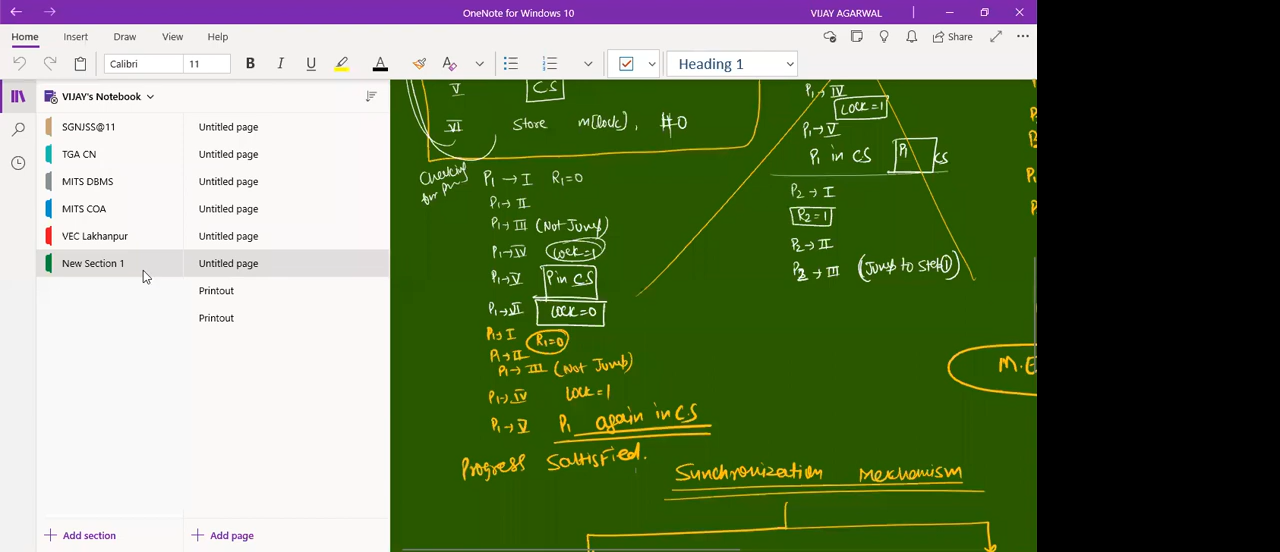 OneNote for Windows 10
VIJAY AGARWAL
Home
Insert
Draw
View
Help
Share
Calibri
11
B
I
U
A
Heading 1
VIJAY's Notebook
SGNJSS@11
TGA CN
MITS DBMS
MITS COA
VEC Lakhanpur
New Section 1
Untitled page
Untitled page
Untitled page
Untitled page
Untitled page
Untitled page
Printout
Printout
Add section
Add page
V CS
VI Store m[lock], #0
Checking
for
P1 → I R1=0
P1 → II
P1 → III (Not Jump)
P1 → IV Lock=1
P1 → V P in CS
P1 → VI Lock=0
P1 → I R1=0
P1 → II
P1 → III (Not Jump)
P1 → IV Lock=1
P1 → V P1 again in C.S
Progress Satisfied.
P1 → IV
Lock=1
P1 → V
P1 in CS P1 CS
P2 → I
R2=1
P2 → II
P2 → III (Jump to Step ①)
M.E
Sunchronization Mechanism